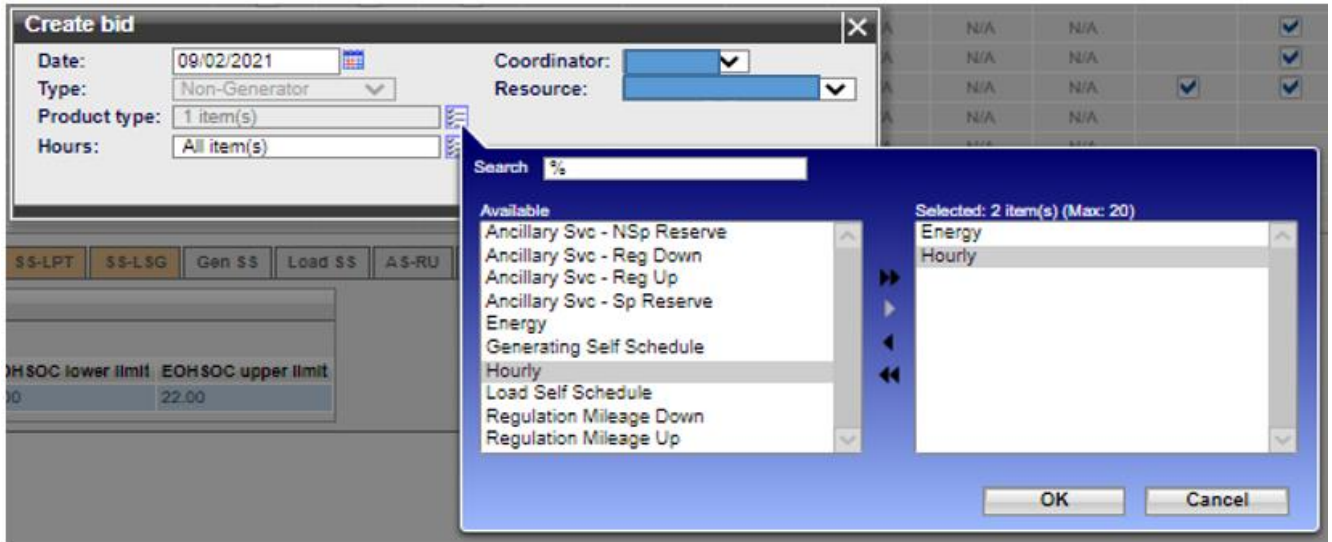 Create bid
Date: 09/02/2021 Coordinator:
Type: Non-Generator Resource:
Product type: 1 item(s)
Hours: All item(s)
N/A N/A
N/A N/A
N/A N/A
N/A N/A
Search %
Available Selected: 2 item(s) (Max: 20)
Ancillary Svc - NSp Reserve Energy
Ancillary Svc - Reg Down Hourly
Ancillary Svc - Reg Up
Ancillary Svc - Sp Reserve
Energy
Generating Self Schedule
Hourly
Load Self Schedule
Regulation Mileage Down
Regulation Mileage Up
OK Cancel
SS-LPT SS-LSG Gen SS Load SS AS-RU
SOC lower limit EOHSOC upper limit
22.00